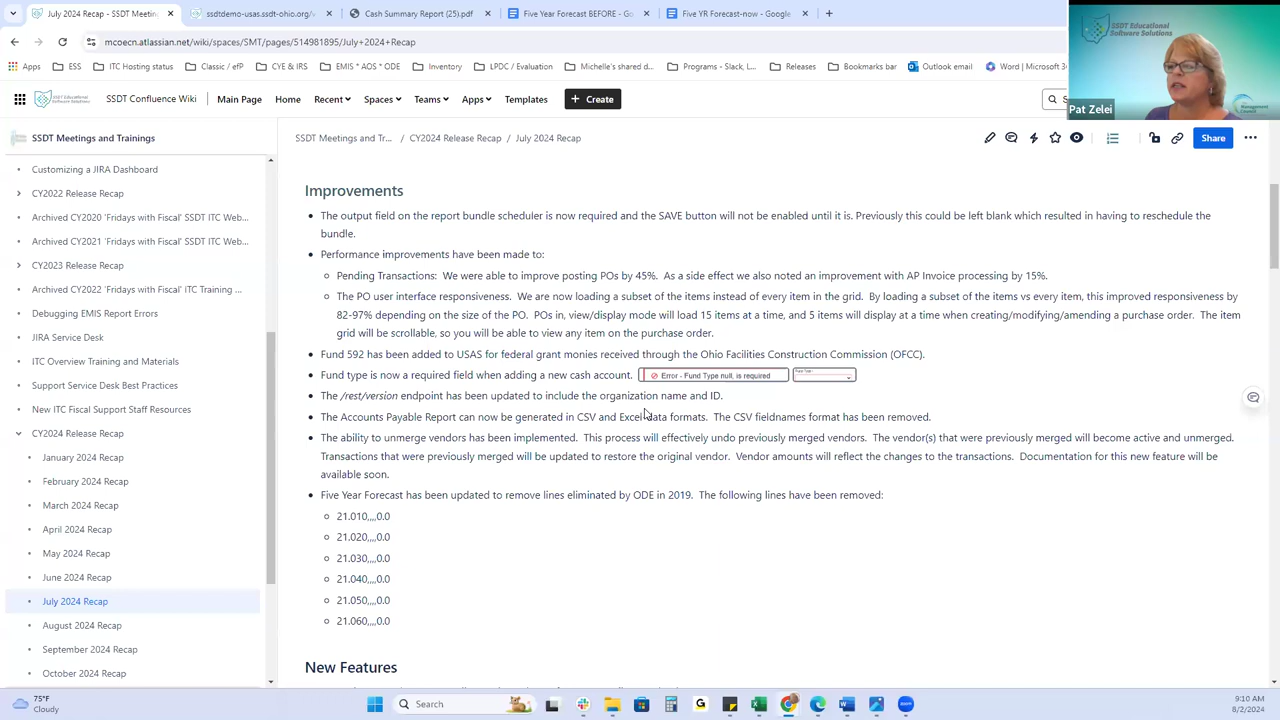 July 2024 Recap - SSDT
ssdtdemo-usas.ssdt-ohio.org/
Cash Summary Report (25).pdf
Five Year Forecast BEFORE - Go
Five YR Forecast-now - Google
mcoecn.atlassian.net/wiki/spaces/SMT/pages/514981895/July+2024+Recap
Apps
ESS
ITC Hosting status
Classic / efP
CYE & IRS
EMIS * AOS * ODE
Inventory
LPDC / Evaluation
Michelle's shared d...
Programs - Slack, L...
Releases
Bookmarks bar
Outlook email
Word | Microsoft 36
SSDT Educational
Software Solutions
Management
Council
Pat Zelei
SSDT Confluence Wiki
Main Page
Home
Recent
Spaces
Teams
Apps
Templates
+ Create
SSDT Meetings and Trainings
SSDT Meetings and Tr... / CY2024 Release Recap / July 2024 Recap
Share
Customizing a JIRA Dashboard
CY2022 Release Recap
Archived CY2020 'Fridays with Fiscal' SSDT ITC Web...
Archived CY2021 'Fridays with Fiscal' SSDT ITC Web...
CY2023 Release Recap
Archived CY2022 'Fridays with Fiscal' ITC Training ...
Debugging EMIS Report Errors
JIRA Service Desk
ITC Overview Training and Materials
Support Service Desk Best Practices
New ITC Fiscal Support Staff Resources
CY2024 Release Recap
January 2024 Recap
February 2024 Recap
March 2024 Recap
April 2024 Recap
May 2024 Recap
June 2024 Recap
July 2024 Recap
August 2024 Recap
September 2024 Recap
October 2024 Recap
Improvements
The output field on the report bundle scheduler is now required and the SAVE button will not be enabled until it is. Previously this could be left blank which resulted in having to reschedule the
bundle.
Performance improvements have been made to:
Pending Transactions: We were able to improve posting POs by 45%. As a side effect we also noted an improvement with AP Invoice processing by 15%.
The PO user interface responsiveness. We are now loading a subset of the items instead of every item in the grid. By loading a subset of the items vs every item, this improved responsiveness by
82-97% depending on the size of the PO. POs in, view/display mode will load 15 items at a time, and 5 items will display at a time when creating/modifying/amending a purchase order. The item
grid will be scrollable, so you will be able to view any item on the purchase order.
Fund 592 has been added to USAS for federal grant monies received through the Ohio Facilities Construction Commission (OFCC).
Fund type is now a required field when adding a new cash account. Error - Fund Type null, is required
The /rest/version endpoint has been updated to include the organization name and ID.
The Accounts Payable Report can now be generated in CSV and Excel data formats. The CSV fieldnames format has been removed.
The ability to unmerge vendors has been implemented. This process will effectively undo previously merged vendors. The vendor(s) that were previously merged will become active and unmerged.
Transactions that were previously merged will be updated to restore the original vendor. Vendor amounts will reflect the changes to the transactions. Documentation for this new feature will be
available soon.
Five Year Forecast has been updated to remove lines eliminated by ODE in 2019. The following lines have been removed:
21.010,,,,0.0
21.020,,,,0.0
21.030,,,,0.0
21.040,,,,0.0
21.050,,,,0.0
21.060,,,,0.0
New Features
75°F
Cloudy
Search
9:10 AM
8/2/2024